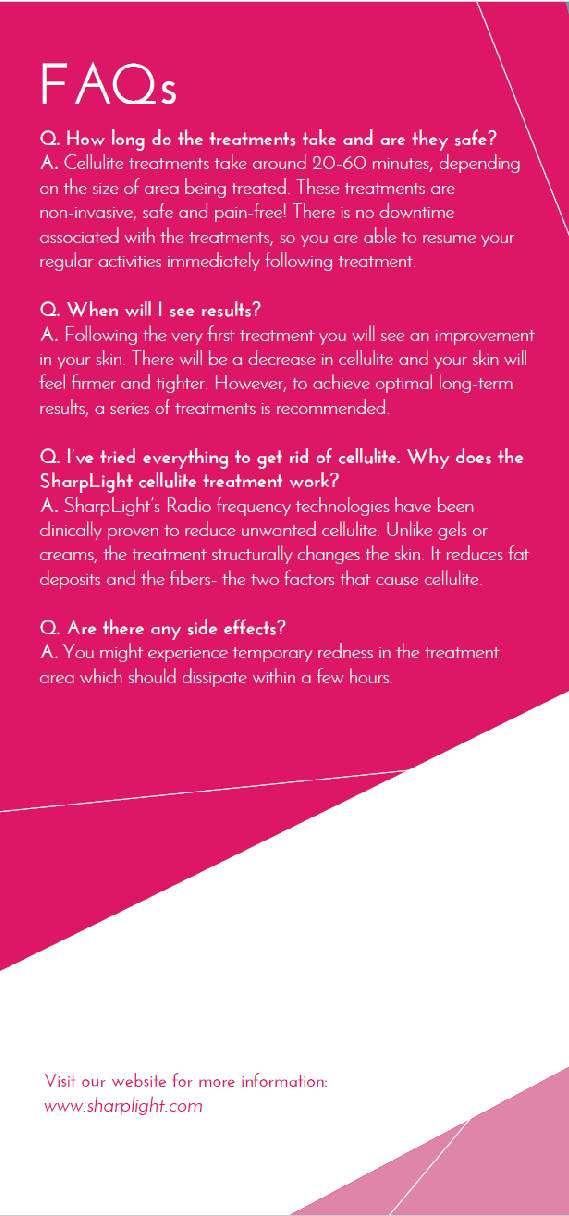 FAQs
Q. How long do the treatments take and are they safe?
A. Cellulite treatments take around 20-60 minutes, depending
on the size of area being treated. These treatments are
non-invasive, safe and pain-free! There is no downtime
associated with the treatments, so you are able to resume your
regular activities immediately following treatment.
Q. When will I see results?
A. Following the very first treatment you will see an improvement
in your skin. There will be a decrease in cellulite and your skin will
feel firmer and tighter. However, to achieve optimal long-term
results, a series of treatments is recommended.
Q. I've tried everything to get rid of cellulite. Why does the
SharpLight cellulite treatment work?
A. SharpLight's Radio frequency technologies have been
clinically proven to reduce unwanted cellulite. Unlike gels or
creams, the treatment structurally changes the skin. It reduces fat
deposits and the fibers- the two factors that cause cellulite.
Q. Are there any side effects?
A. You might experience temporary redness in the treatment
area which should dissipate within a few hours.
Visit our website for more information:
www.sharplight.com